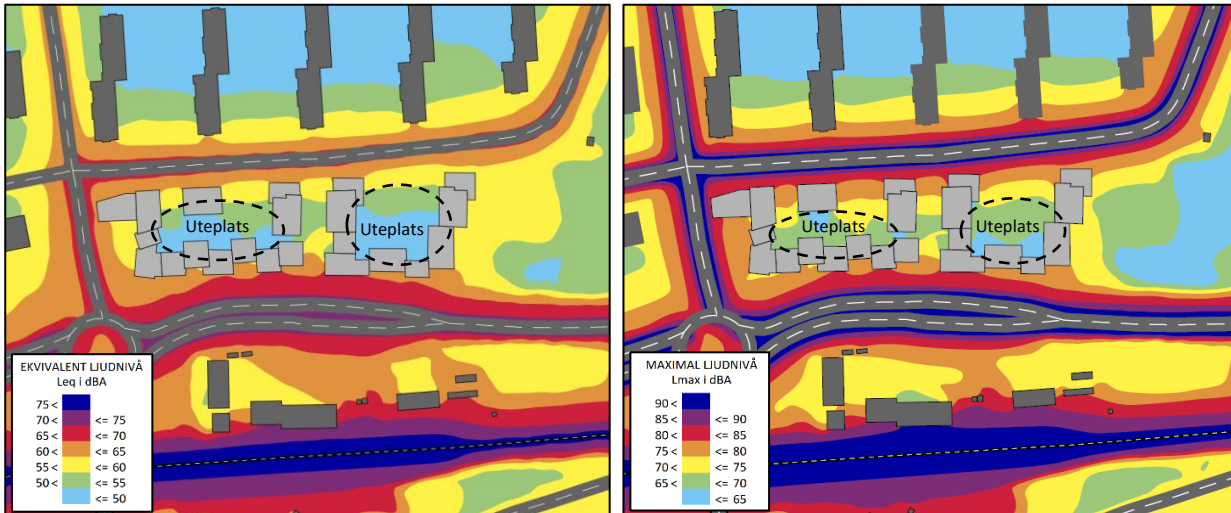 Uteplats
Uteplats
EKVIVALENT LJUDNIVÅ
Leq i dBA
75 <
70 < <= 75
65 < <= 70
60 < <= 65
55 < <= 60
50 < <= 55
<= 50
Uteplats
Uteplats
MAXIMAL LJUDNIVÅ
Lmax i dBA
90 <
85 < <= 90
80 < <= 85
75 < <= 80
70 < <= 75
65 < <= 70
<= 65